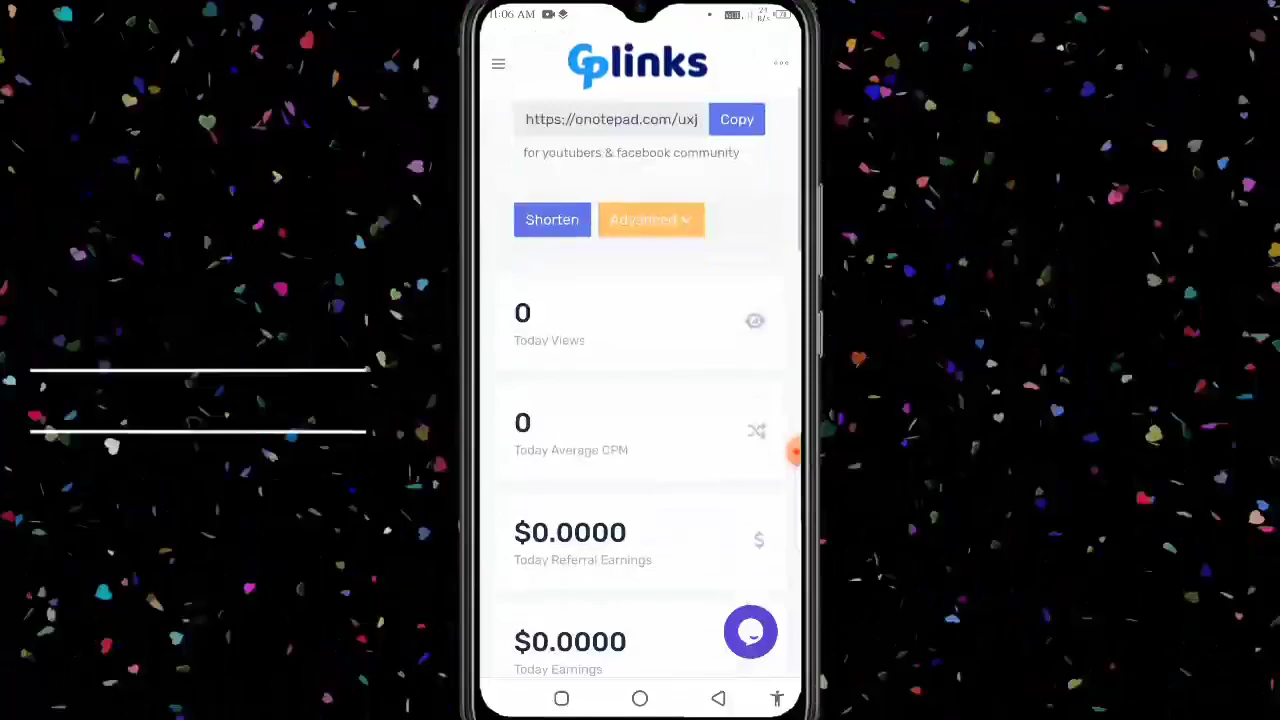 11:06 AM
GPlinks
https://onotepad.com/uxj
Copy
for youtubers & facebook community
Shorten
Advanced
0
Today Views
0
Today Average CPM
$0.0000
Today Referral Earnings
$0.0000
Today Earnings